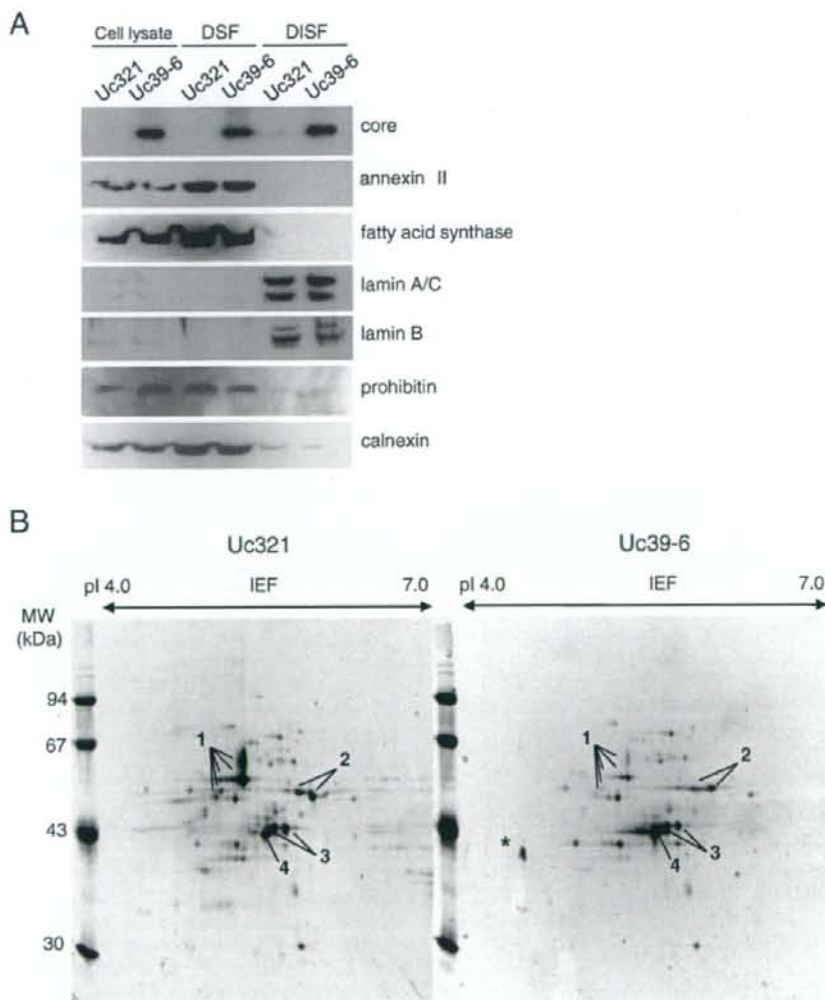 A
Cell lysate DSF DISF
Uc321 Uc39-6 Uc321 Uc39-6 Uc321 Uc39-6
core
annexin II
fatty acid synthase
lamin A/C
lamin B
prohibitin
calnexin
B
Uc321 Uc39-6
pI 4.0 IEF 7.0 pI 4.0 IEF 7.0
MW
(kDa)
94
67
43
30
1 2 3 4
1 2 3 4 *